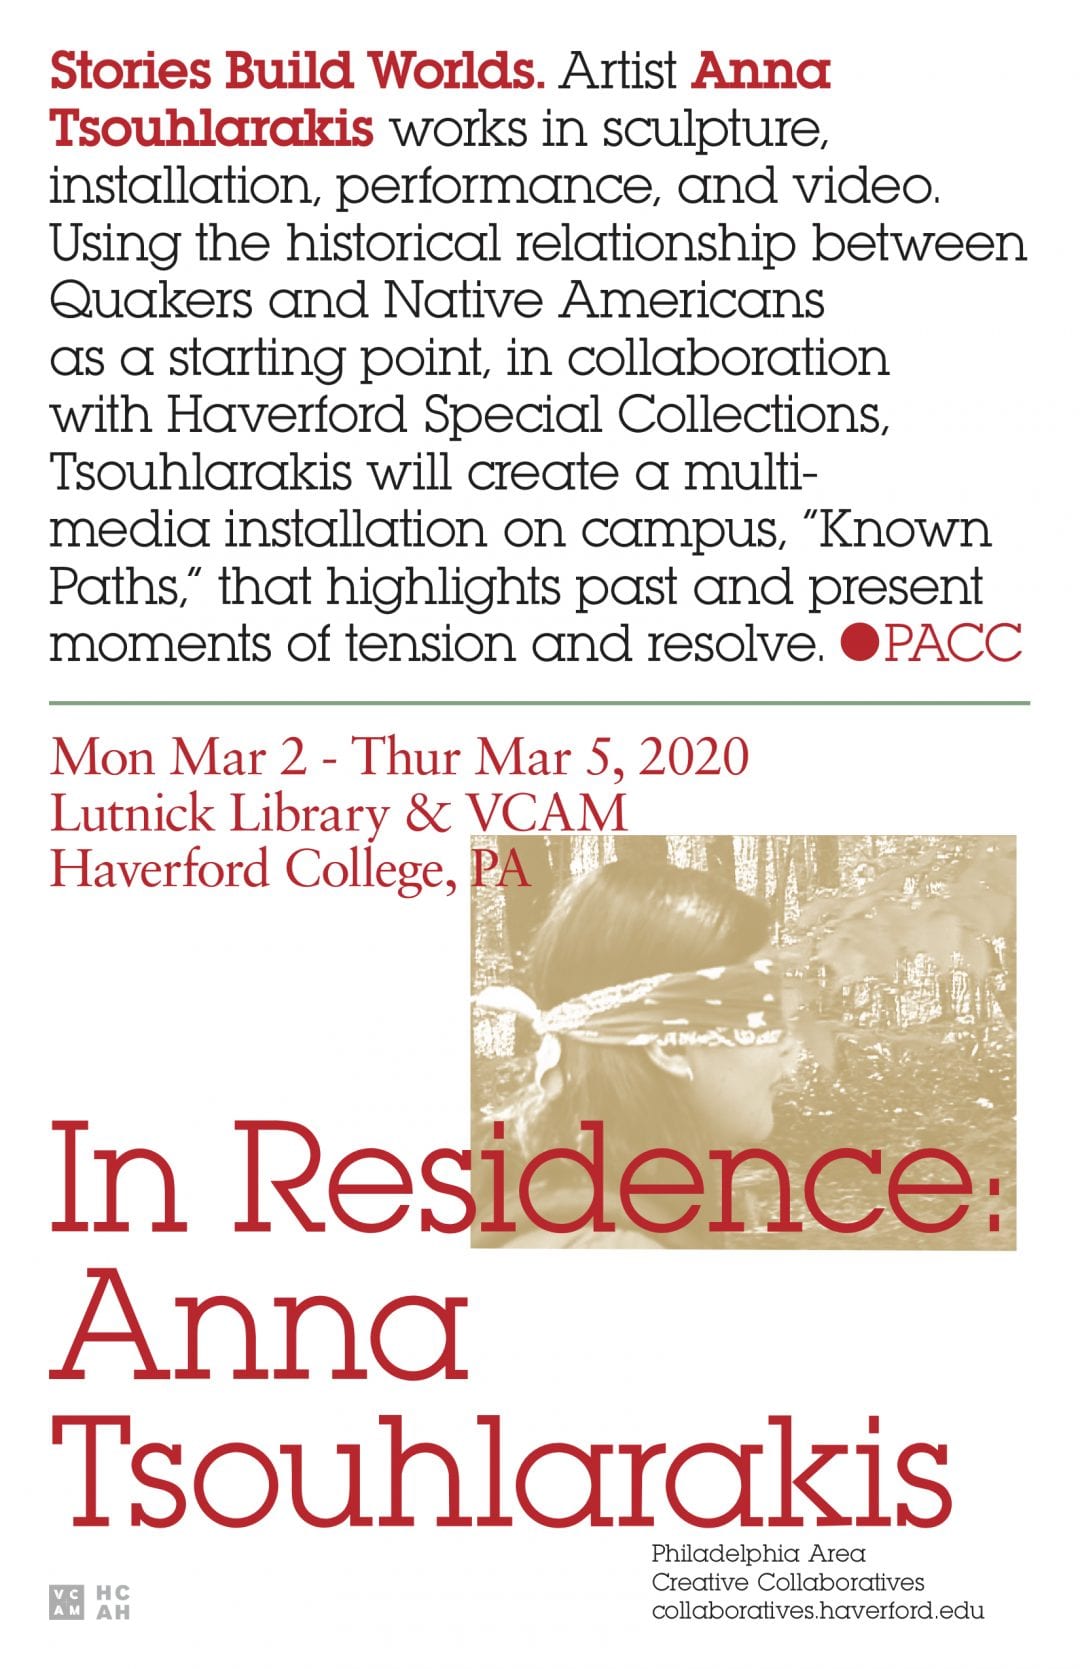 Stories Build Worlds. Artist Anna
Tsouhlarakis works in sculpture,
installation, performance, and video.
Using the historical relationship between
Quakers and Native Americans
as a starting point, in collaboration
with Haverford Special Collections,
Tsouhlarakis will create a multi-
media installation on campus, “Known
Paths,” that highlights past and present
moments of tension and resolve. ●PACC
Mon Mar 2 - Thur Mar 5, 2020
Lutnick Library & VCAM
Haverford College, PA
In Residence:
Anna
Tsouhlarakis
Philadelphia Area
Creative Collaboratives
collaboratives.haverford.edu
VC
AM
HC
AH